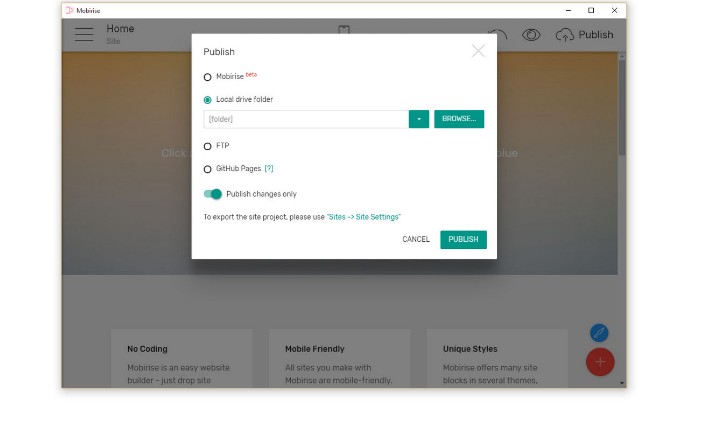 Mobirise
Home
Site
Publish
Publish
Mobirise beta
Local drive folder
[folder]
BROWSE...
FTP
GitHub Pages [?]
Publish changes only
To export the site project, please use "Sites -> Site Settings"
CANCEL
PUBLISH
Click
blue
No Coding
Mobirise is an easy website
builder - just drop site
Mobile Friendly
All sites you make with
Mobirise are mobile-friendly.
Unique Styles
Mobirise offers many site
blocks in several themes,